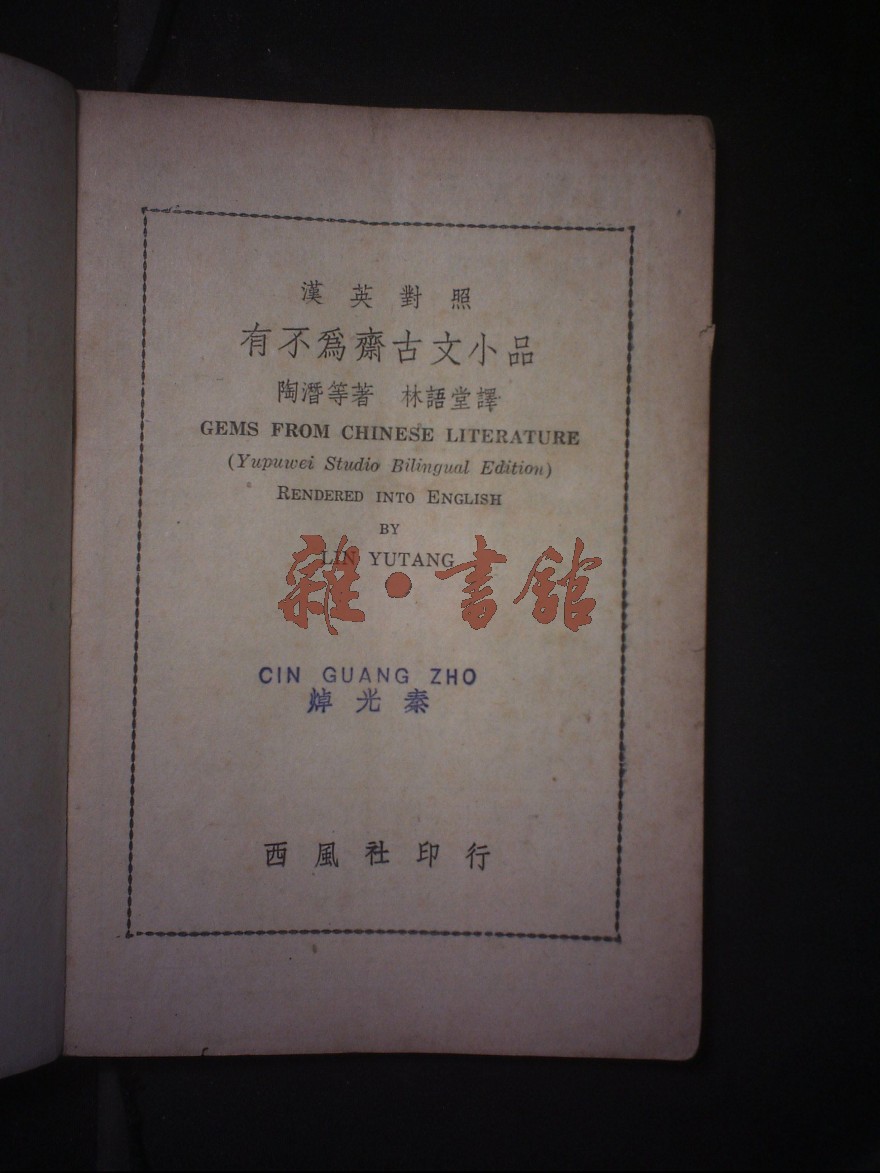 漢英對照
有不爲齋古文小品
陶潛等著 林語堂譯
GEMS FROM CHINESE LITERATURE
(Yupuwei Studio Bilingual Edition)
RENDERED INTO ENGLISH
BY
LIN YUTANG
雜·書舘
CIN GUANG ZHO
焯光秦
西風社印行